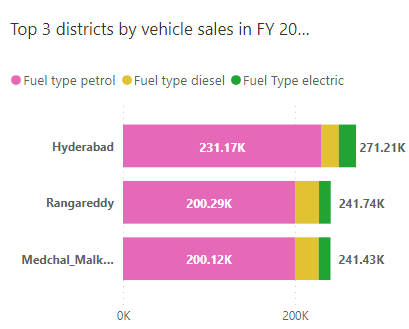 Top 3 districts by vehicle sales in FY 20...
Fuel type petrol Fuel type diesel Fuel Type electric
Hyderabad 231.17K 271.21K
Rangareddy 200.29K 241.74K
Medchal_Malk... 200.12K 241.43K
0K 200K